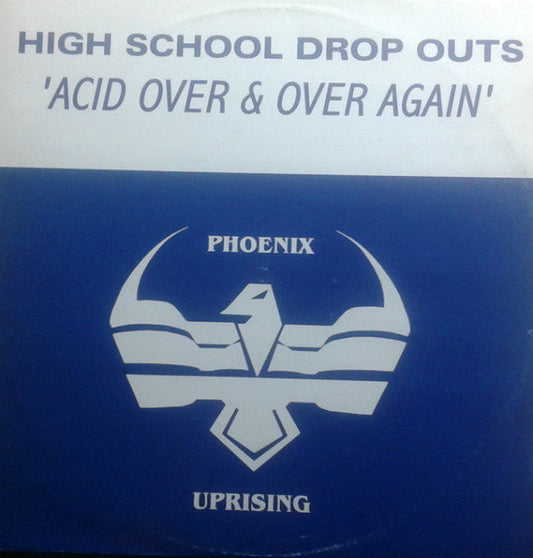 HIGH SCHOOL DROP OUTS
'ACID OVER & OVER AGAIN'
PHOENIX
UPRISING